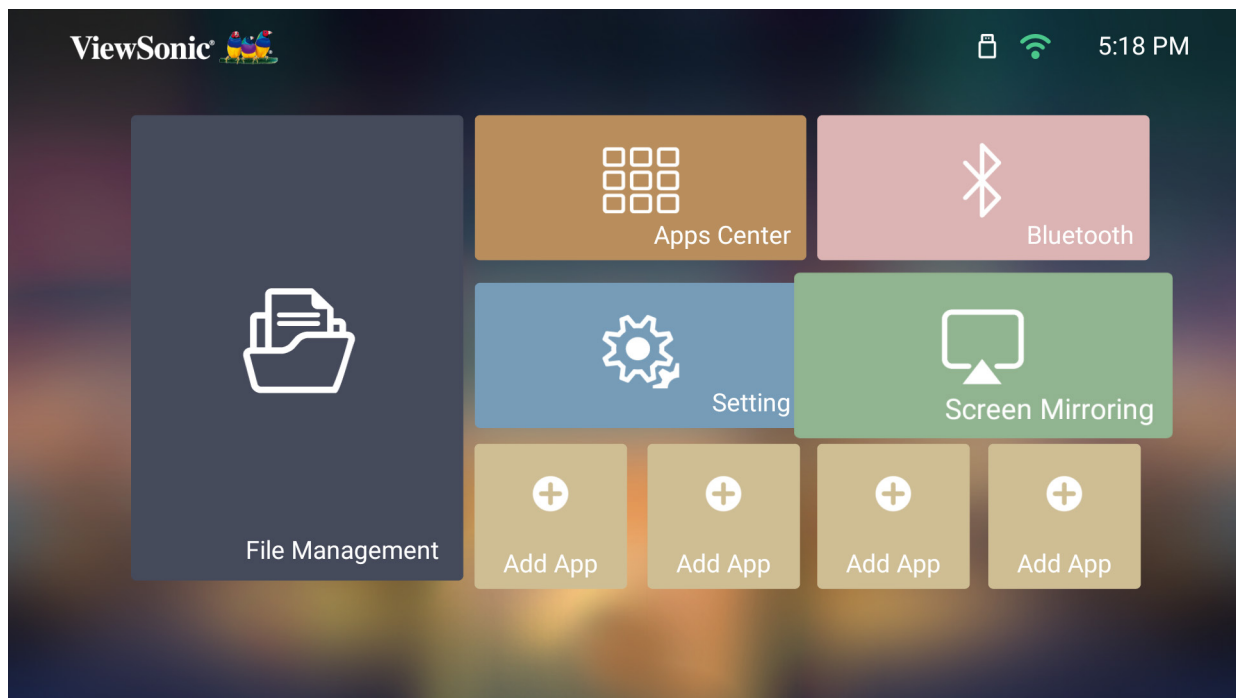 ViewSonic®
5:18 PM
Apps Center
Bluetooth
Setting
Screen Mirroring
File Management
Add App
Add App
Add App
Add App